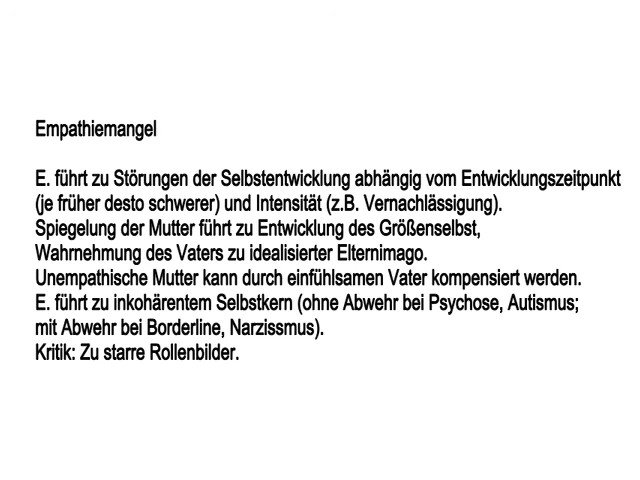 Empathiemangel
E. führt zu Störungen der Selbstentwicklung abhängig vom Entwicklungszeitpunkt
(je früher desto schwerer) und Intensität (z.B. Vernachlässigung).
Spiegelung der Mutter führt zu Entwicklung des Größenselbst,
Wahrnehmung des Vaters zu idealisierter Elternimago.
Unempathische Mutter kann durch einfühlsamen Vater kompensiert werden.
E. führt zu inkohärentem Selbstkern (ohne Abwehr bei Psychose, Autismus;
mit Abwehr bei Borderline, Narzissmus).
Kritik: Zu starre Rollenbilder.